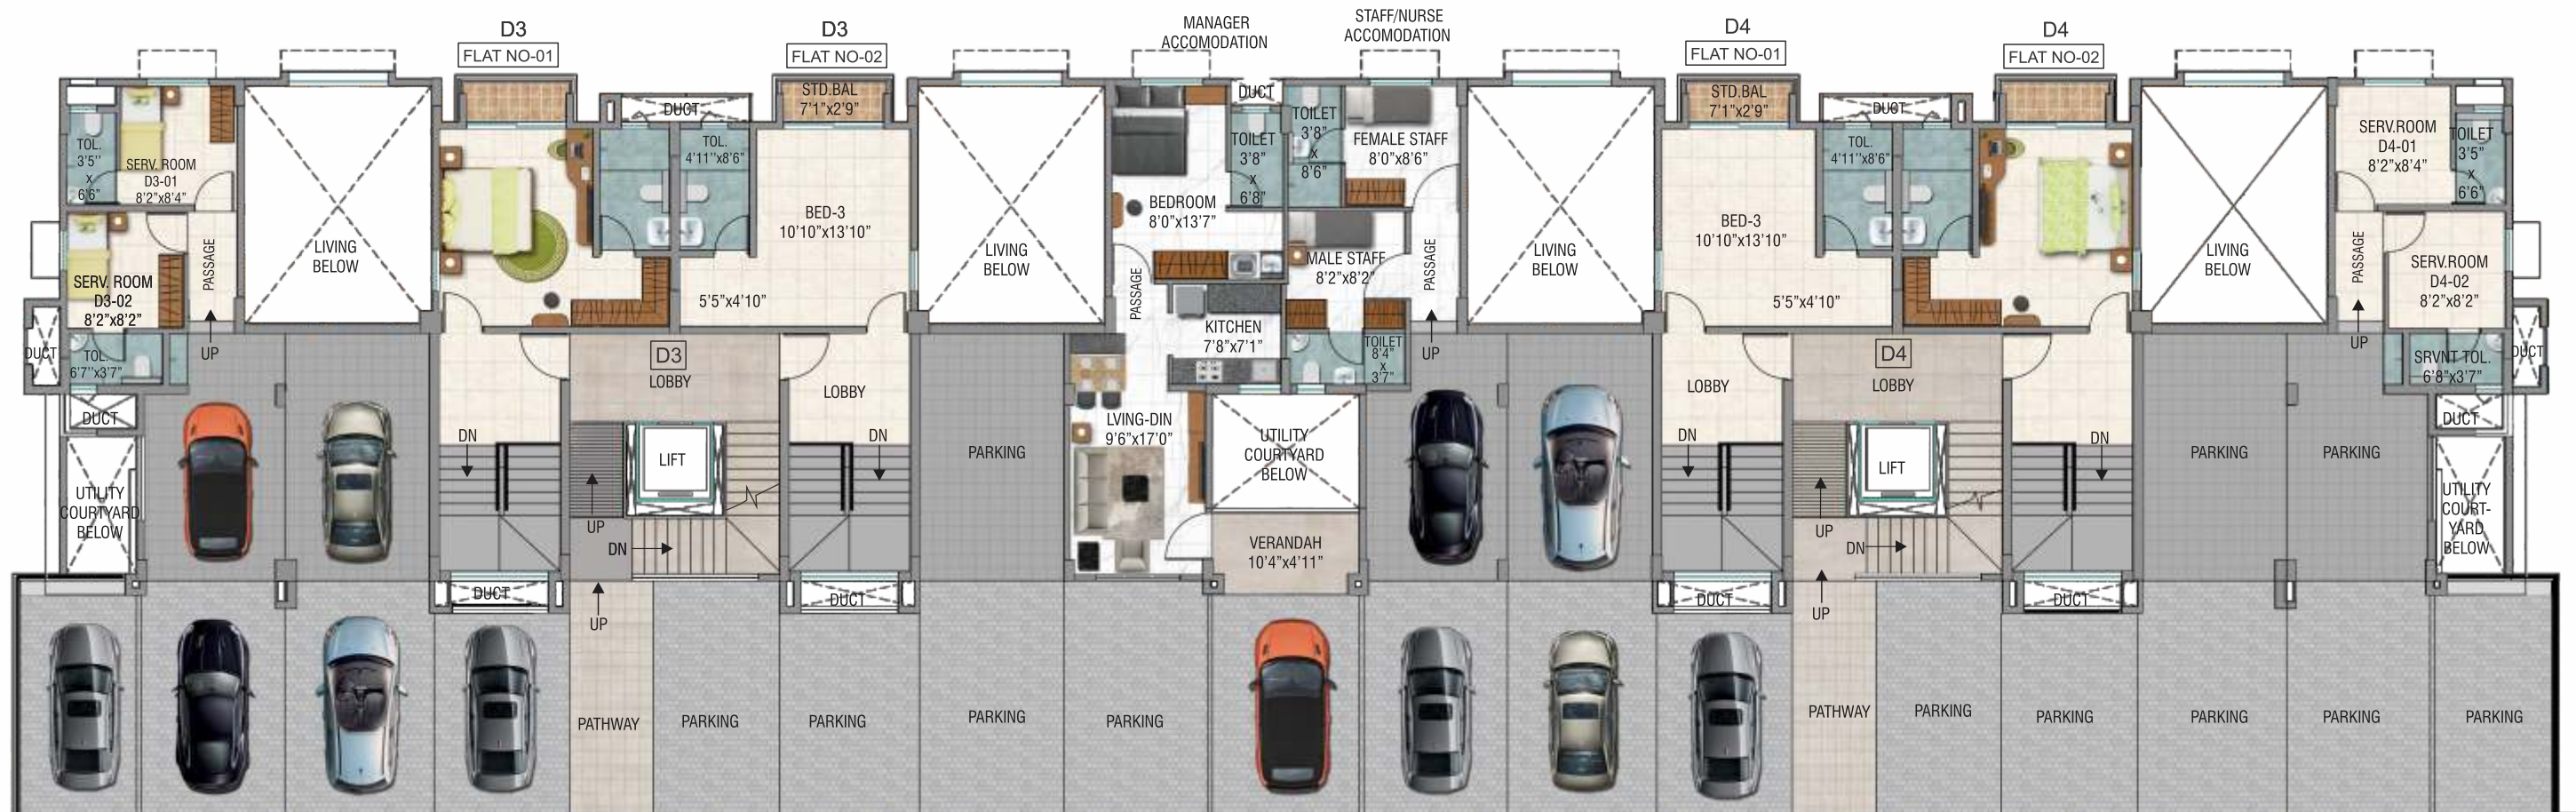 D3
FLAT NO-01
D3
FLAT NO-02
MANAGER
ACCOMODATION
STAFF/NURSE
ACCOMODATION
D4
FLAT NO-01
D4
FLAT NO-02
TOL.
3'5"
x
6'6"
SERV. ROOM
D3-01
8'2"x8'4"
SERV. ROOM
D3-02
8'2"x8'2"
PASSAGE
UP
DUCT
TOL.
6'7"x3'7"
DUCT
UTILITY
COURTYARD
BELOW
LIVING
BELOW
DUCT
TOL.
4'11"x8'6"
STD.BAL
7'1"x2'9"
BED-3
10'10"x13'10"
5'5"x4'10"
D3
LOBBY
LOBBY
DN
LIFT
UP
DN
DN
DUCT
UP
DUCT
LIVING
BELOW
PARKING
BEDROOM
8'0"x13'7"
DUCT
TOILET
3'8"
x
6'8"
TOILET
3'8"
x
8'6"
FEMALE STAFF
8'0"x8'6"
MALE STAFF
8'2"x8'2"
PASSAGE
PASSAGE
UP
KITCHEN
7'8"x7'1"
TOILET
8'4"
x
3'7"
LVING-DIN
9'6"x17'0"
UTILITY
COURTYARD
BELOW
VERANDAH
10'4"x4'11"
LIVING
BELOW
STD.BAL
7'1"x2'9"
BED-3
10'10"x13'10"
5'5"x4'10"
DUCT
TOL.
4'11"x8'6"
LOBBY
D4
LOBBY
DN
LIFT
UP
DN
DN
DUCT
UP
DUCT
LIVING
BELOW
SERV.ROOM
D4-01
8'2"x8'4"
TOILET
3'5"
x
6'6"
PASSAGE
UP
SERV.ROOM
D4-02
8'2"x8'2"
SRVNT TOL.
6'8"x3'7"
DUCT
DUCT
PARKING
PARKING
UTILITY
COURT-
YARD
BELOW
PATHWAY
PARKING
PARKING
PARKING
PARKING
PATHWAY
PARKING
PARKING
PARKING
PARKING
PARKING